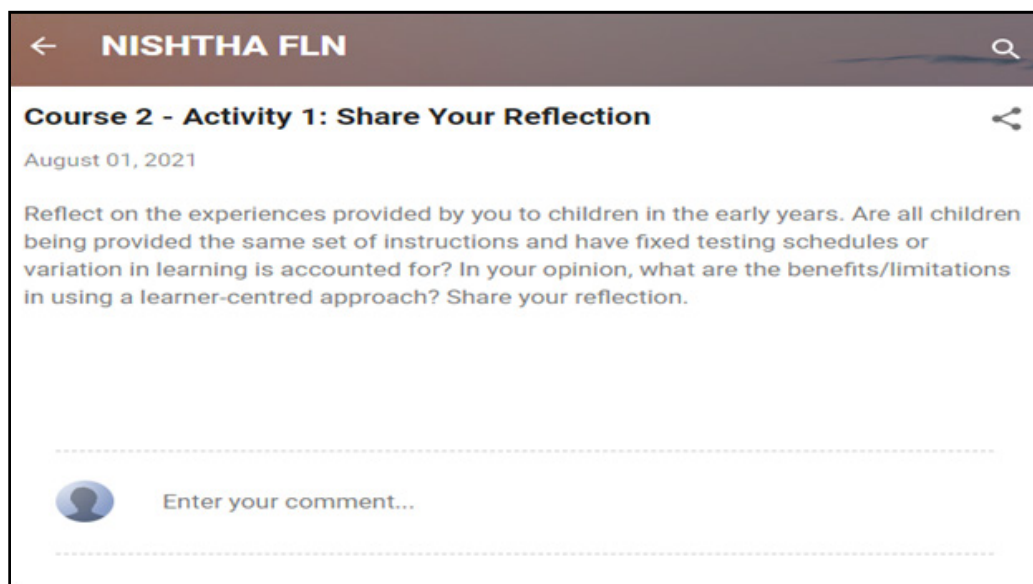 NISHTHA FLN
Course 2 - Activity 1: Share Your Reflection
August 01, 2021
Reflect on the experiences provided by you to children in the early years. Are all children
being provided the same set of instructions and have fixed testing schedules or
variation in learning is accounted for? In your opinion, what are the benefits/limitations
in using a learner-centred approach? Share your reflection.
Enter your comment...